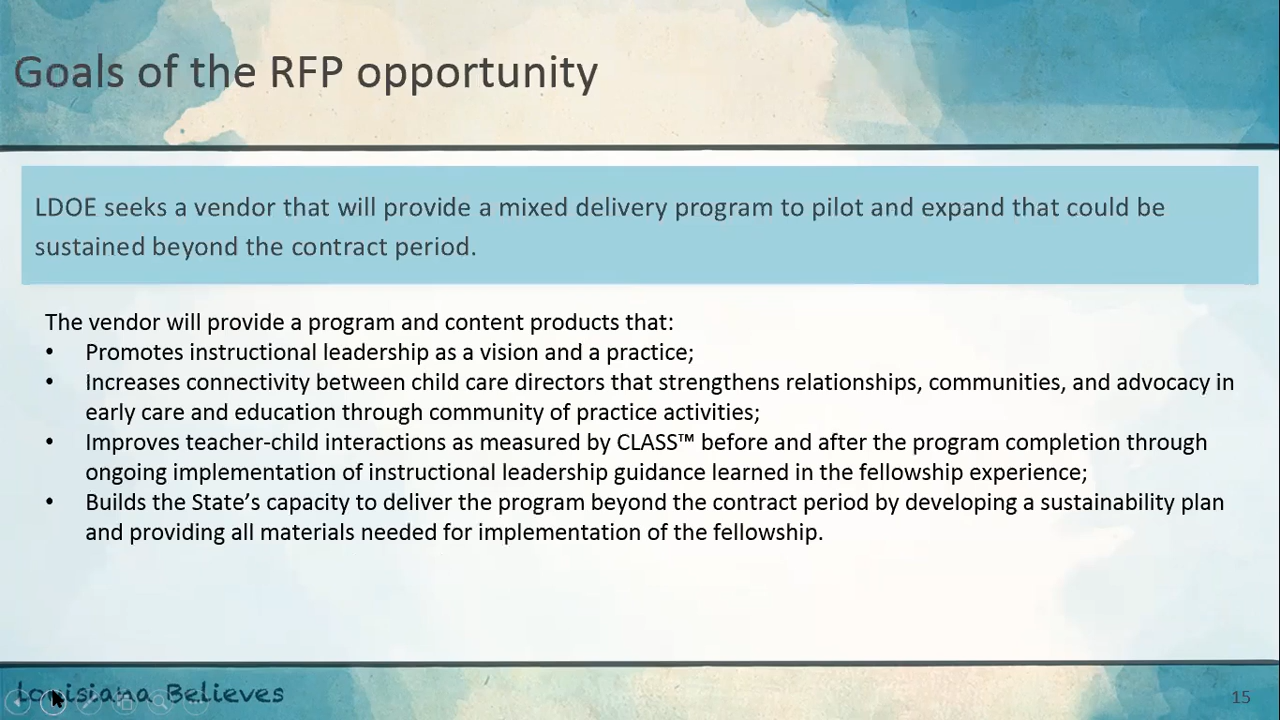 Goals of the RFP opportunity
LDOE seeks a vendor that will provide a mixed delivery program to pilot and expand that could be
sustained beyond the contract period.
The vendor will provide a program and content products that:
• Promotes instructional leadership as a vision and a practice;
• Increases connectivity between child care directors that strengthens relationships, communities, and advocacy in
early care and education through community of practice activities;
• Improves teacher-child interactions as measured by CLASS™ before and after the program completion through
ongoing implementation of instructional leadership guidance learned in the fellowship experience;
• Builds the State’s capacity to deliver the program beyond the contract period by developing a sustainability plan
and providing all materials needed for implementation of the fellowship.
Louisiana Believes
15